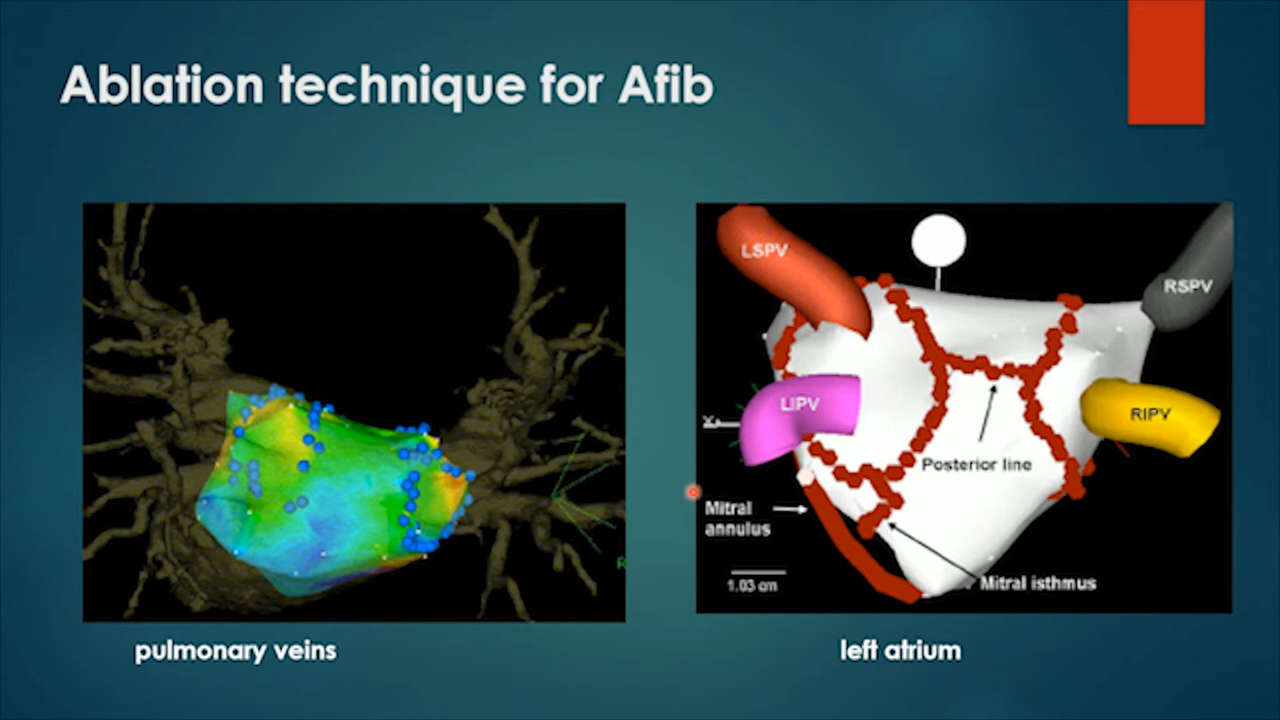 Ablation technique for Afib
LSPV
RSPV
LIPV
RIPV
Posterior line
Mitral
annulus
Mitral isthmus
1.03 cm
R
pulmonary veins
left atrium